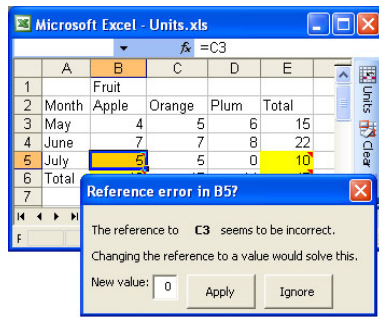 Microsoft Excel - Units.xls
fx =C3
A B C D E
1 Fruit
2 Month Apple Orange Plum Total
3 May 4 5 6 15
4 June 7 7 8 22
5 July 5 5 0 10
6 Total
7
Units
Clear
Reference error in B5?
The reference to C3 seems to be incorrect.
Changing the reference to a value would solve this.
New value: 0 Apply Ignore